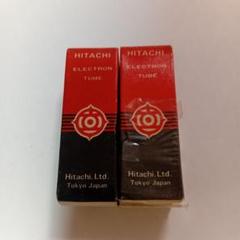 HITACHI
ELECTRON
TUBE
Hitachi, Ltd.
Tokyo Japan
HITACHI
ELECTRON
TUBE
Hitachi, Ltd.
Tokyo Japan